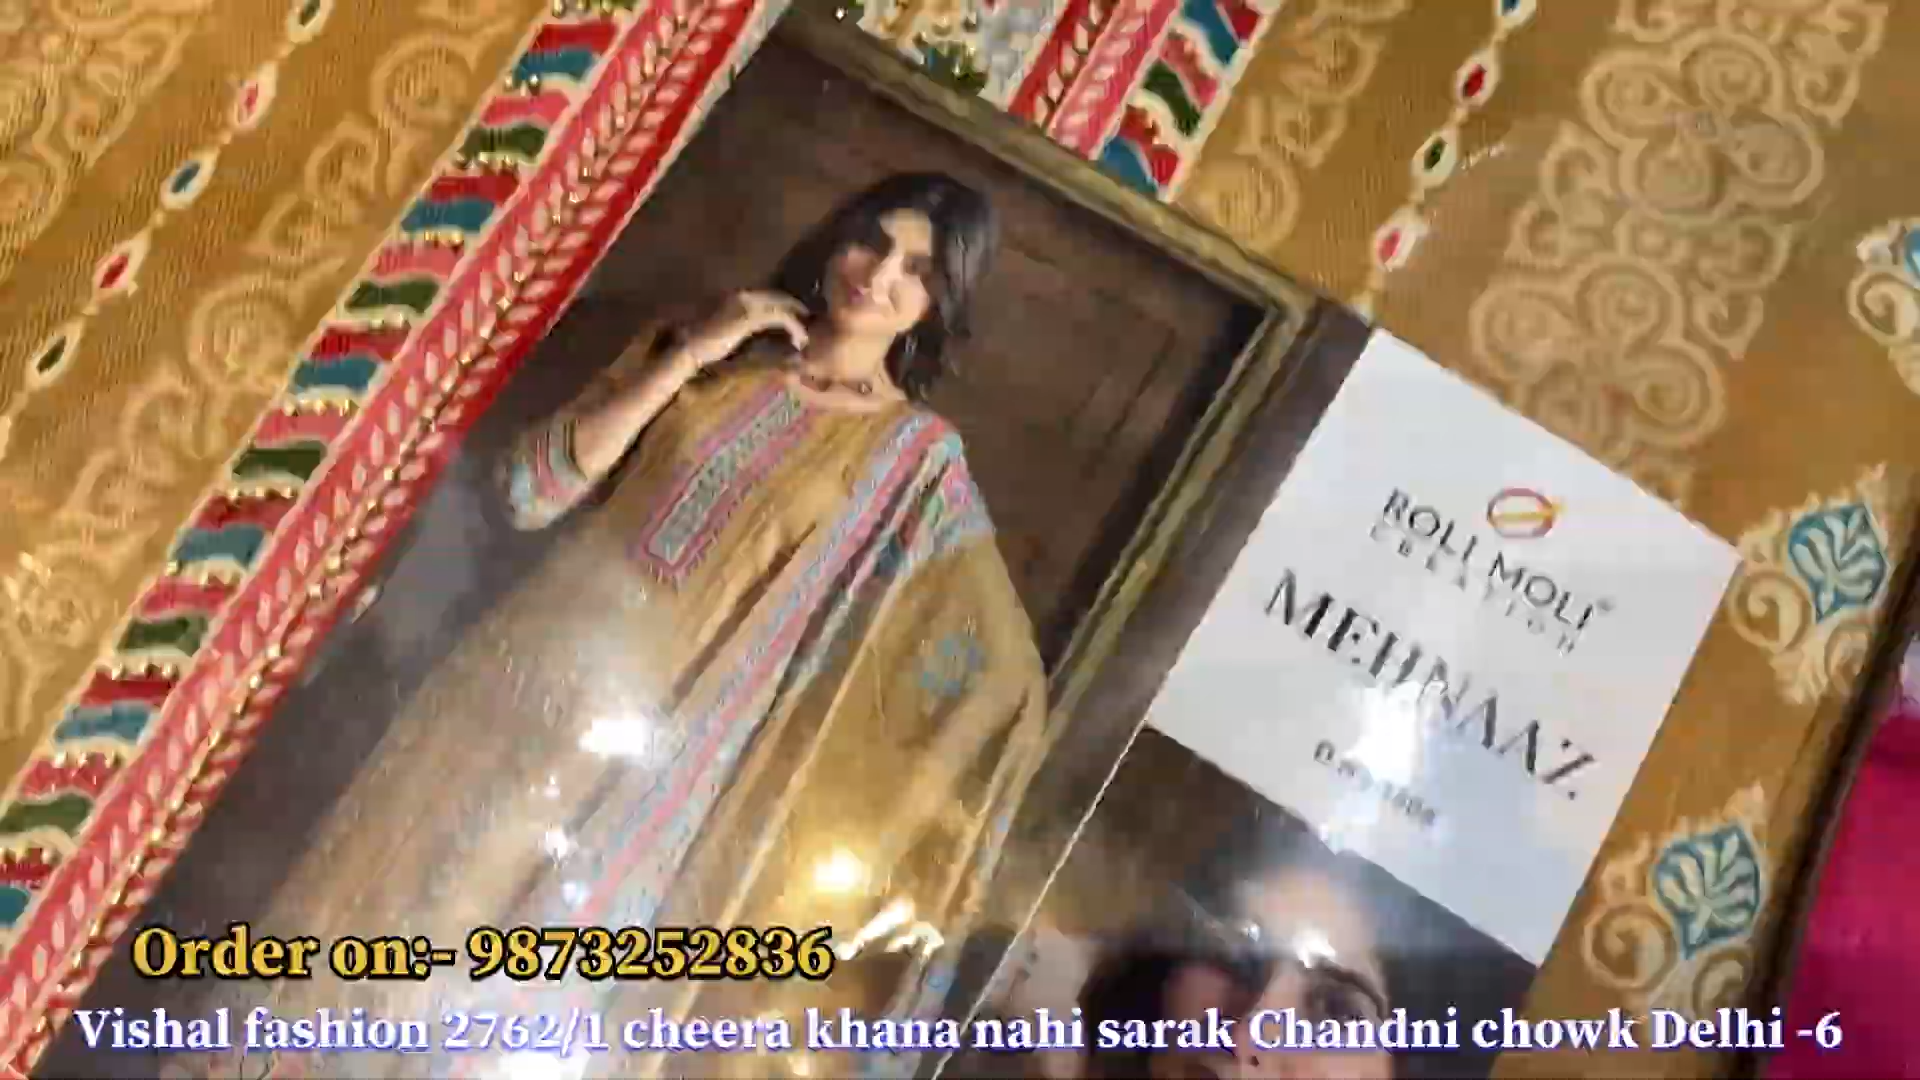 ROLI MOLI
CREATION
MEHNAAZ
Order on:- 9873252836
Vishal fashion 2762/1 cheera khana nahi sarak Chandni chowk Delhi -6